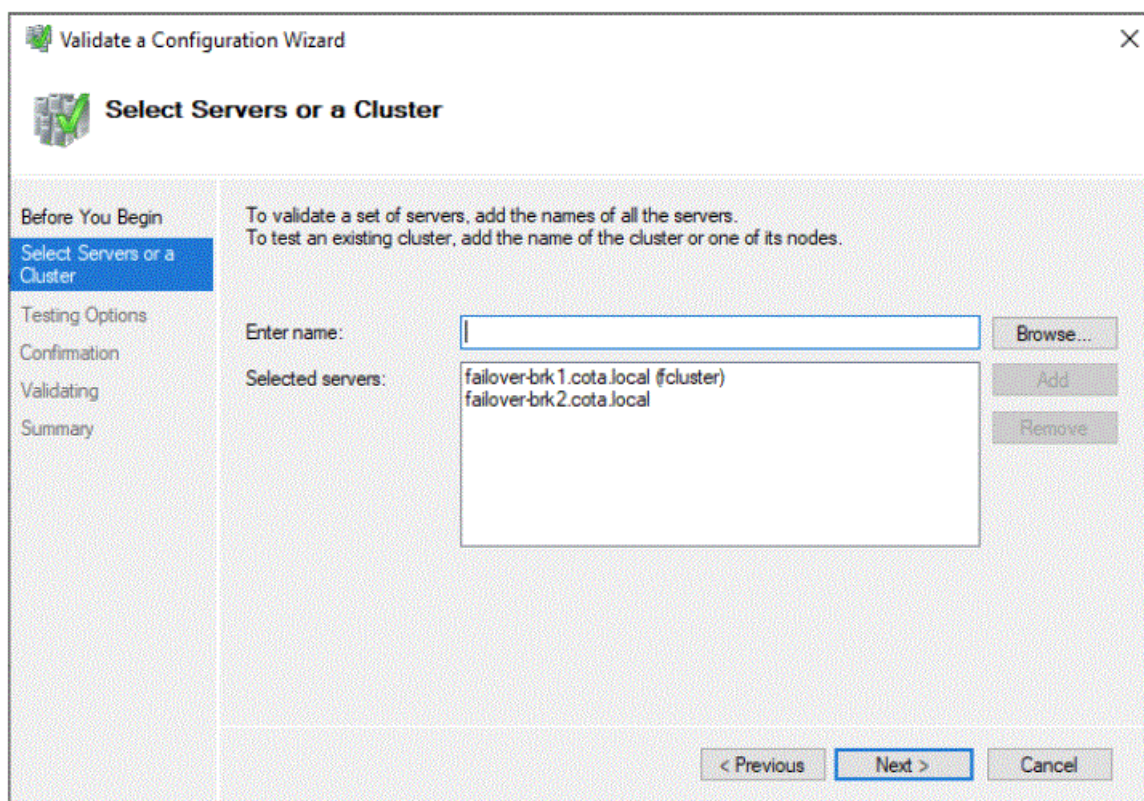 Validate a Configuration Wizard
Select Servers or a Cluster
Before You Begin
Select Servers or a
Cluster
Testing Options
Confirmation
Validating
Summary
To validate a set of servers, add the names of all the servers.
To test an existing cluster, add the name of the cluster or one of its nodes.
Enter name:
Browse...
Selected servers:
failover-brk1.cota.local (fcluster)
failover-brk2.cota.local
Add
Remove
< Previous
Next >
Cancel